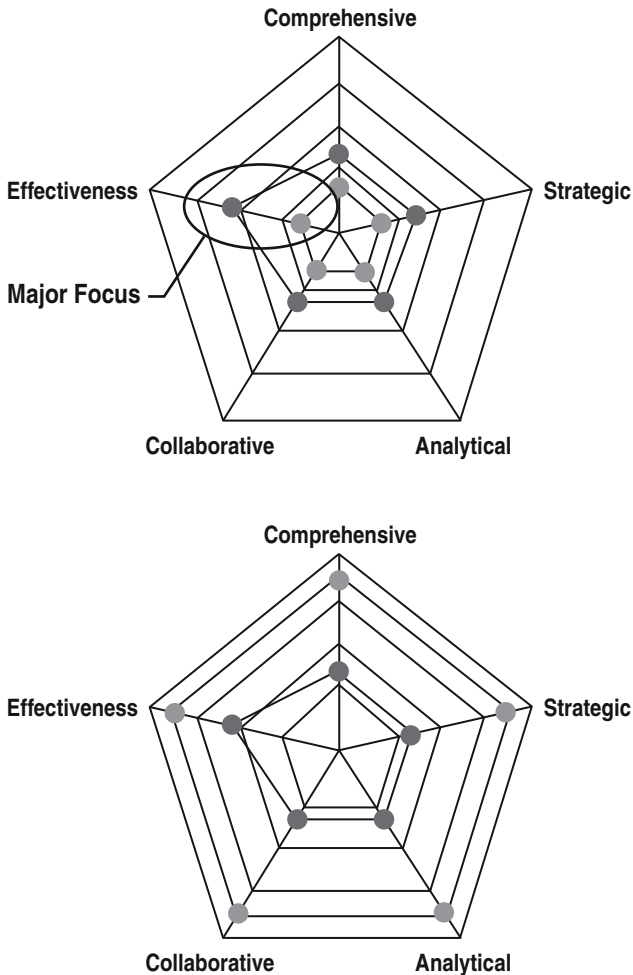 Comprehensive
Effectiveness
Strategic
Major Focus
Collaborative
Analytical
Comprehensive
Effectiveness
Strategic
Collaborative
Analytical